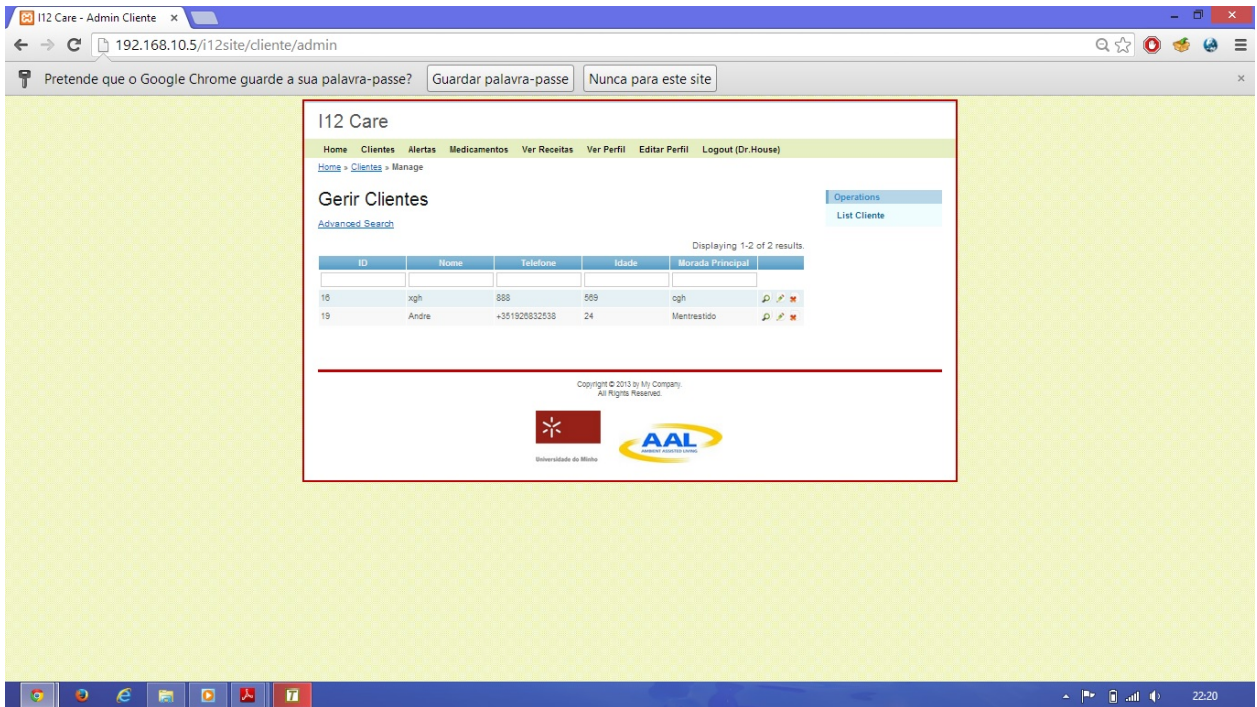 I12 Care - Admin Cliente
192.168.10.5/i12site/cliente/admin
Pretende que o Google Chrome guarde a sua palavra-passe? Guardar palavra-passe Nunca para este site
I12 Care
Home Clientes Alertas Medicamentos Ver Receitas Ver Perfil Editar Perfil Logout (Dr.House)
Home » Clientes » Manage
Gerir Clientes
Operations
List Cliente
Advanced Search
Displaying 1-2 of 2 results.
ID Nome Telefone Idade Morada Principal
16 xgh 888 569 cgh
19 Andre +351926832538 24 Mentrestido
Copyright © 2013 by My Company.
All Rights Reserved.
Universidade do Minho
AAL
AMBIENT ASSISTED LIVING
22:20